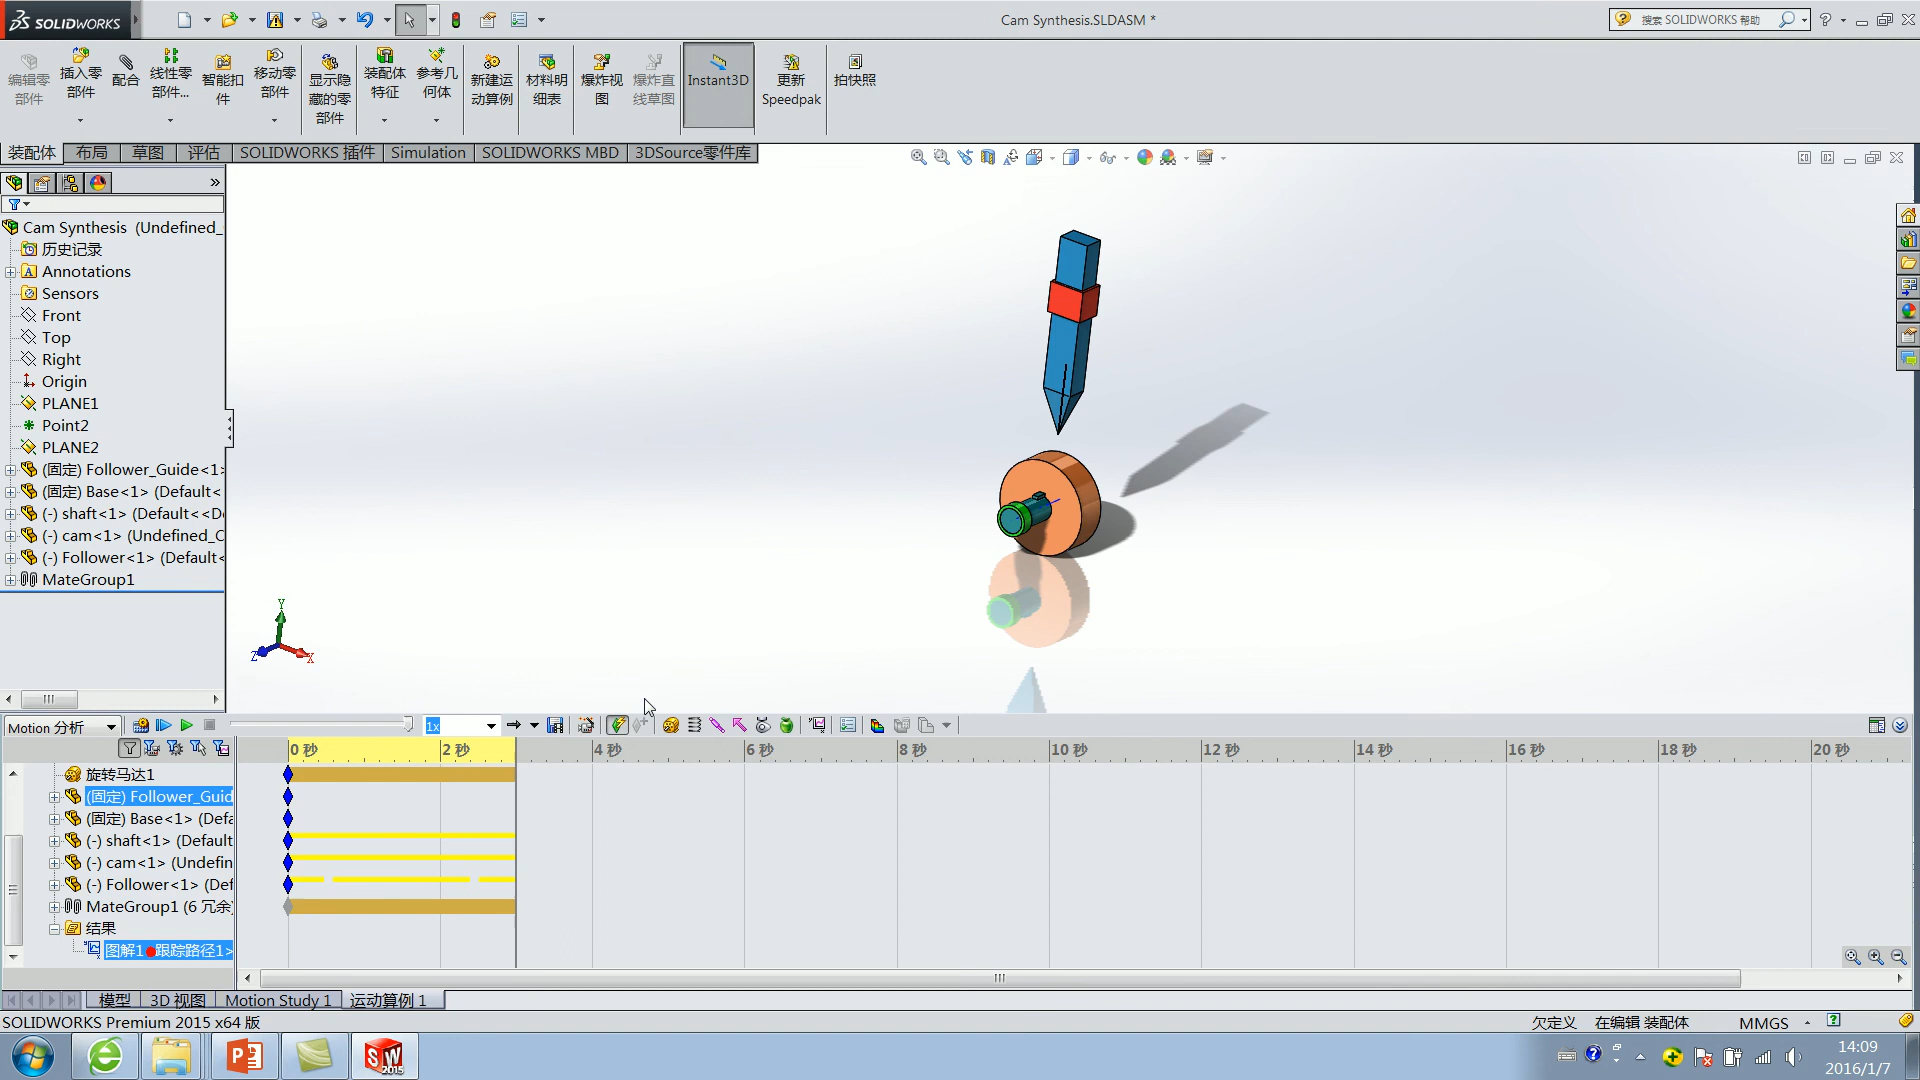 SOLIDWORKS
Cam Synthesis.SLDASM *
搜索 SOLIDWORKS 帮助
编辑零部件
插入零部件
配合
线性零部件...
智能扣件
移动零部件
显示隐藏的零部件
装配体特征
参考几何体
新建运动算例
材料明细表
爆炸视图
爆炸直线草图
Instant3D
更新 Speedpak
拍快照
装配体 布局 草图 评估 SOLIDWORKS 插件 Simulation SOLIDWORKS MBD 3DSource零件库
Cam Synthesis (Undefined_
历史记录
Annotations
Sensors
Front
Top
Right
Origin
PLANE1
Point2
PLANE2
(固定) Follower_Guide<1>
(固定) Base<1> (Default<
(-) shaft<1> (Default<<D
(-) cam<1> (Undefined_C
(-) Follower<1> (Default<
MateGroup1
Y
Z
X
Motion 分析
1x
0 秒 2 秒 4 秒 6 秒 8 秒 10 秒 12 秒 14 秒 16 秒 18 秒 20 秒
旋转马达1
(固定) Follower_Guid
(固定) Base<1> (Defa
(-) shaft<1> (Default
(-) cam<1> (Undefin
(-) Follower<1> (Def
MateGroup1 (6 冗余)
结果
图解1 跟踪路径1>
模型 3D 视图 Motion Study 1 运动算例 1
SOLIDWORKS Premium 2015 x64 版
欠定义 在编辑 装配体 MMGS
14:09
2016/1/7